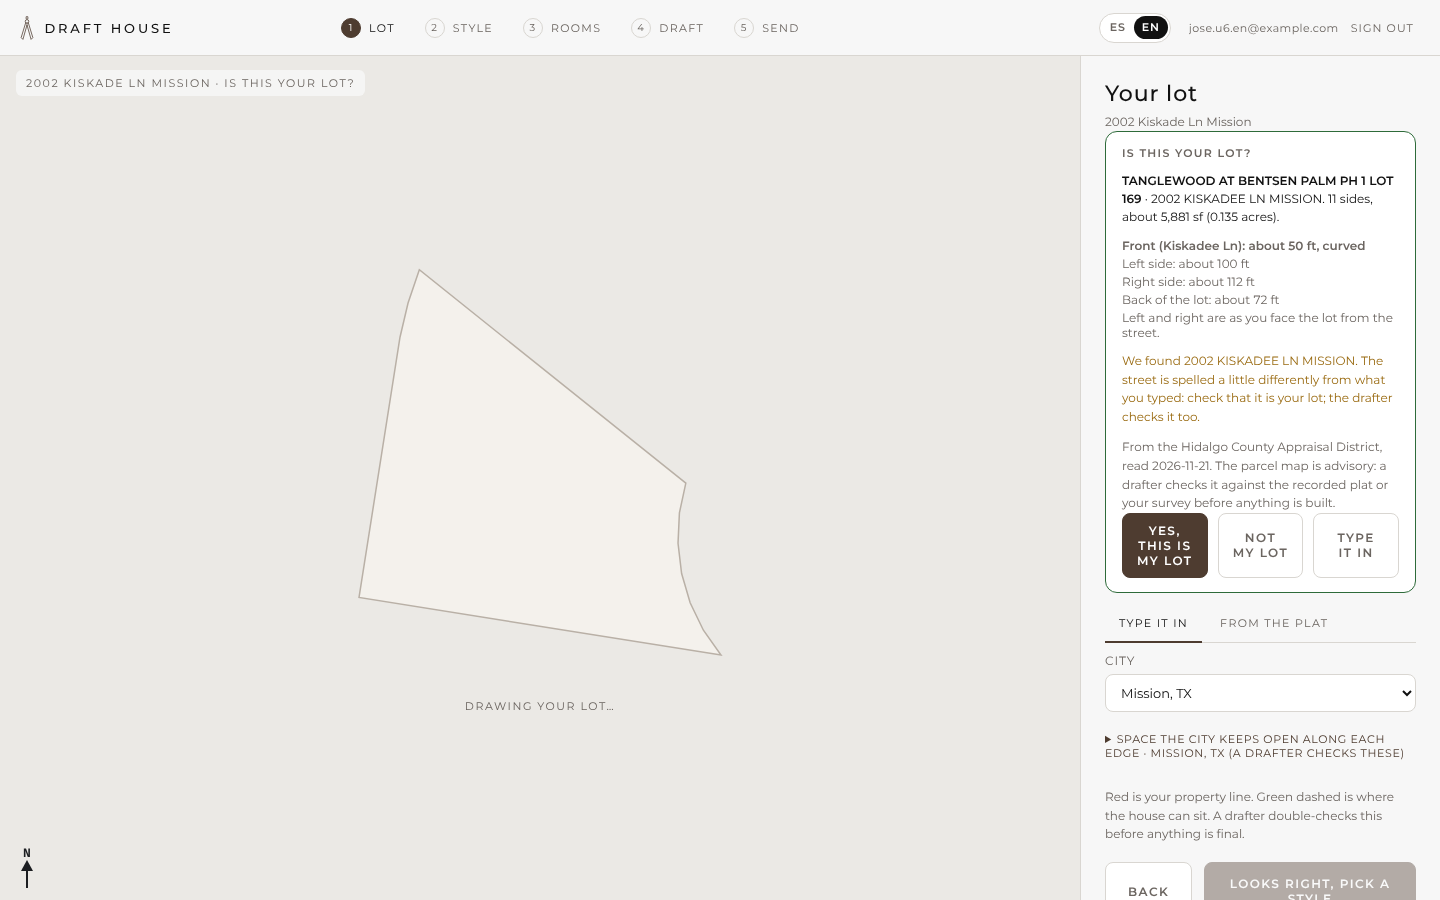 DRAFT HOUSE
1 LOT
2 STYLE
3 ROOMS
4 DRAFT
5 SEND
ES EN
jose.u6.en@example.com
SIGN OUT
2002 KISKADE LN MISSION · IS THIS YOUR LOT?
DRAWING YOUR LOT…
N
Your lot
2002 Kiskade Ln Mission
IS THIS YOUR LOT?
TANGLEWOOD AT BENTSEN PALM PH 1 LOT
169 · 2002 KISKADEE LN MISSION. 11 sides,
about 5,881 sf (0.135 acres).
Front (Kiskadee Ln): about 50 ft, curved
Left side: about 100 ft
Right side: about 112 ft
Back of the lot: about 72 ft
Left and right are as you face the lot from the
street.
We found 2002 KISKADEE LN MISSION. The
street is spelled a little differently from what
you typed: check that it is your lot; the drafter
checks it too.
From the Hidalgo County Appraisal District,
read 2026-11-21. The parcel map is advisory: a
drafter checks it against the recorded plat or
your survey before anything is built.
YES,
THIS IS
MY LOT
NOT
MY LOT
TYPE
IT IN
TYPE IT IN
FROM THE PLAT
CITY
Mission, TX
SPACE THE CITY KEEPS OPEN ALONG EACH
EDGE · MISSION, TX (A DRAFTER CHECKS THESE)
Red is your property line. Green dashed is where
the house can sit. A drafter double-checks this
before anything is final.
BACK
LOOKS RIGHT, PICK A
STYLE